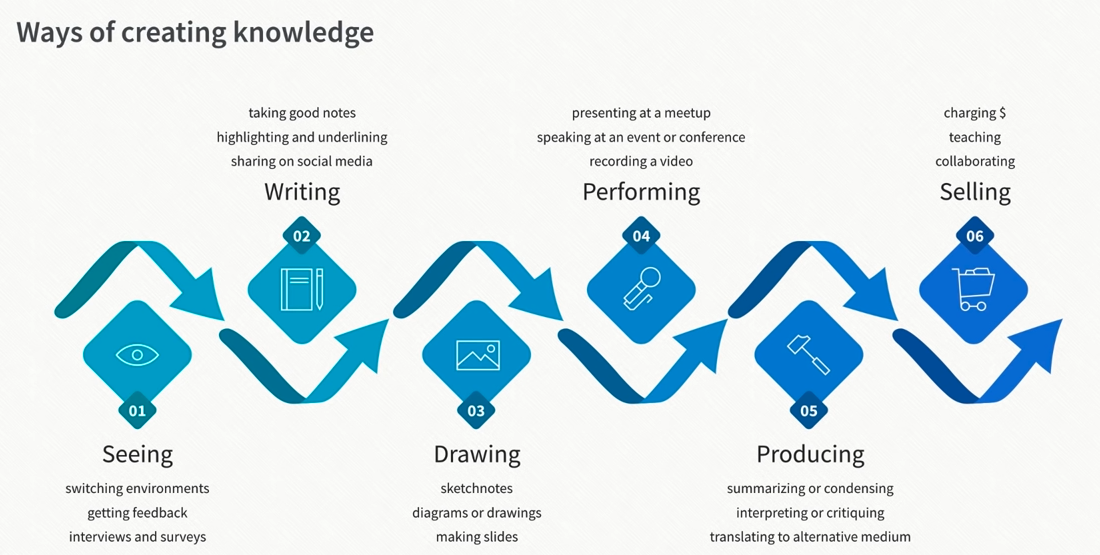 Ways of creating knowledge
taking good notes
highlighting and underlining
sharing on social media
Writing
02
presenting at a meetup
speaking at an event or conference
recording a video
Performing
04
charging $
teaching
collaborating
Selling
06
01
Seeing
switching environments
getting feedback
interviews and surveys
03
Drawing
sketchnotes
diagrams or drawings
making slides
05
Producing
summarizing or condensing
interpreting or critiquing
translating to alternative medium